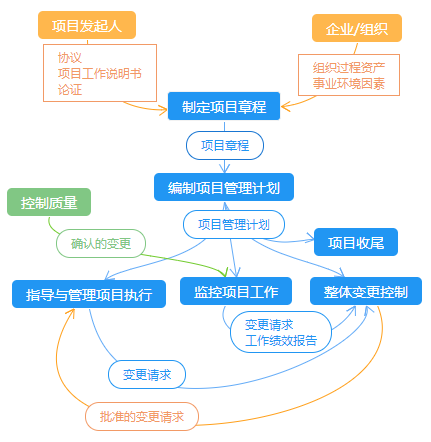 项目发起人
企业/组织
协议
项目工作说明书
论证
组织过程资产
事业环境因素
制定项目章程
项目章程
编制项目管理计划
控制质量
项目管理计划
确认的变更
项目收尾
指导与管理项目执行
监控项目工作
整体变更控制
变更请求
工作绩效报告
变更请求
批准的变更请求